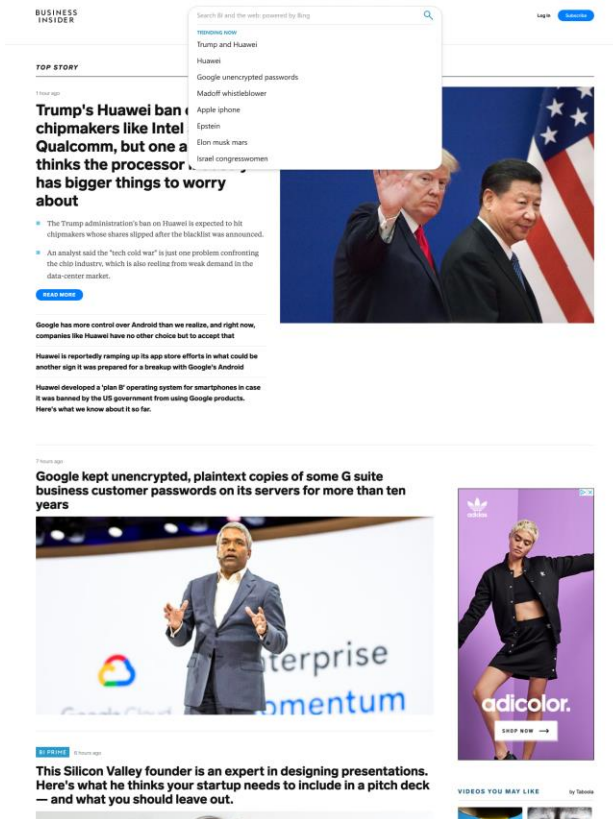 BUSINESS
INSIDER
Search BI and the web: powered by Bing
Log In
Subscribe
TRENDING NOW
Trump and Huawei
Huawei
Google unencrypted passwords
Madoff whistleblower
Apple iphone
Epstein
Elon musk mars
Israel congresswomen
TOP STORY
1 hour ago
Trump's Huawei ban
chipmakers like Intel
Qualcomm, but one a
thinks the processor
has bigger things to worry
about
The Trump administration's ban on Huawei is expected to hit
chipmakers whose shares slipped after the blacklist was announced.
An analyst said the "tech cold war" is just one problem confronting
the chip industry, which is also reeling from weak demand in the
data-center market.
READ MORE
Google has more control over Android than we realize, and right now,
companies like Huawei have no other choice but to accept that
Huawei is reportedly ramping up its app store efforts in what could be
another sign it was prepared for a breakup with Google's Android
Huawei developed a 'plan B' operating system for smartphones in case
it was banned by the US government from using Google products.
Here's what we know about it so far.
7 hours ago
Google kept unencrypted, plaintext copies of some G suite
business customer passwords on its servers for more than ten
years
terprise
Google Cloud
omentum
adidas
adicolor.
SHOP NOW
BI PRIME
6 hours ago
This Silicon Valley founder is an expert in designing presentations.
Here's what he thinks your startup needs to include in a pitch deck
— and what you should leave out.
VIDEOS YOU MAY LIKE
by Taboola